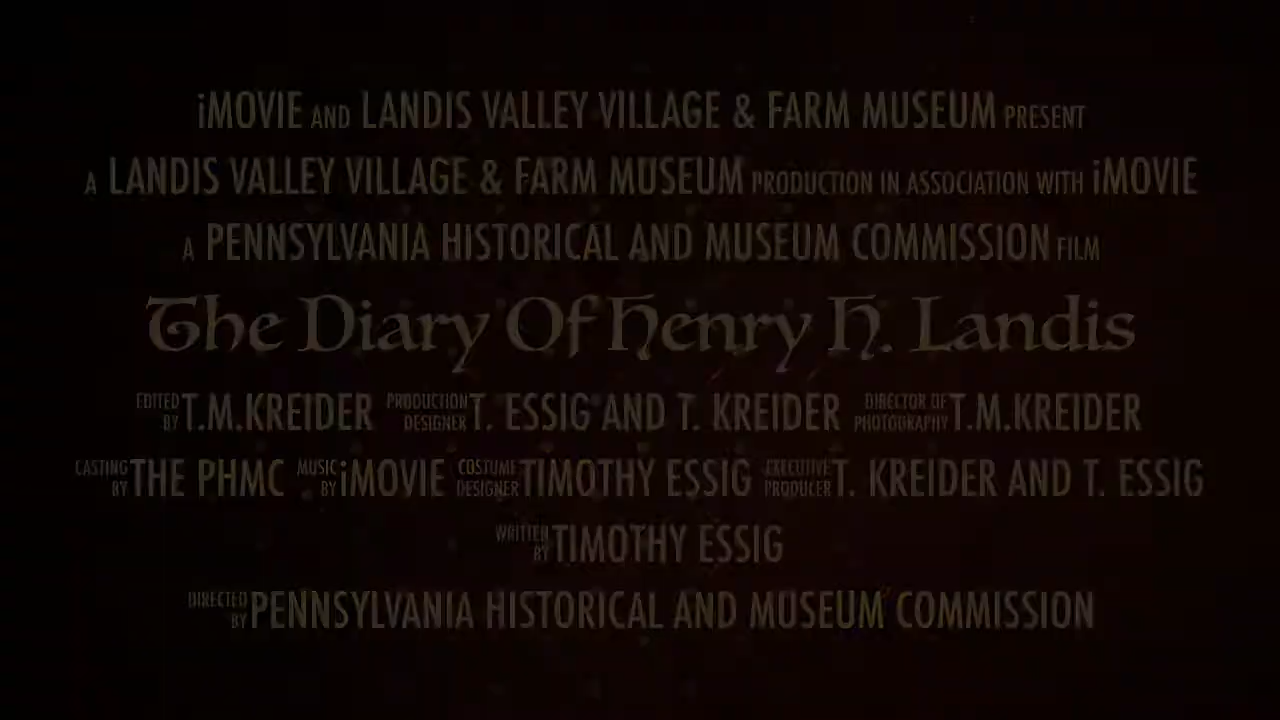 iMOVIE AND LANDIS VALLEY VILLAGE & FARM MUSEUM PRESENT
A LANDIS VALLEY VILLAGE & FARM MUSEUM PRODUCTION IN ASSOCIATION WITH iMOVIE
A PENNSYLVANIA HISTORICAL AND MUSEUM COMMISSION FILM
The Diary Of Henry H. Landis
EDITED BY T.M.KREIDER PRODUCTION DESIGNER T. ESSIG AND T. KREIDER DIRECTOR OF PHOTOGRAPHY T.M.KREIDER
CASTING BY THE PHMC MUSIC BY iMOVIE COSTUME DESIGNER TIMOTHY ESSIG EXECUTIVE PRODUCER T. KREIDER AND T. ESSIG
WRITTEN BY TIMOTHY ESSIG
DIRECTED BY PENNSYLVANIA HISTORICAL AND MUSEUM COMMISSION